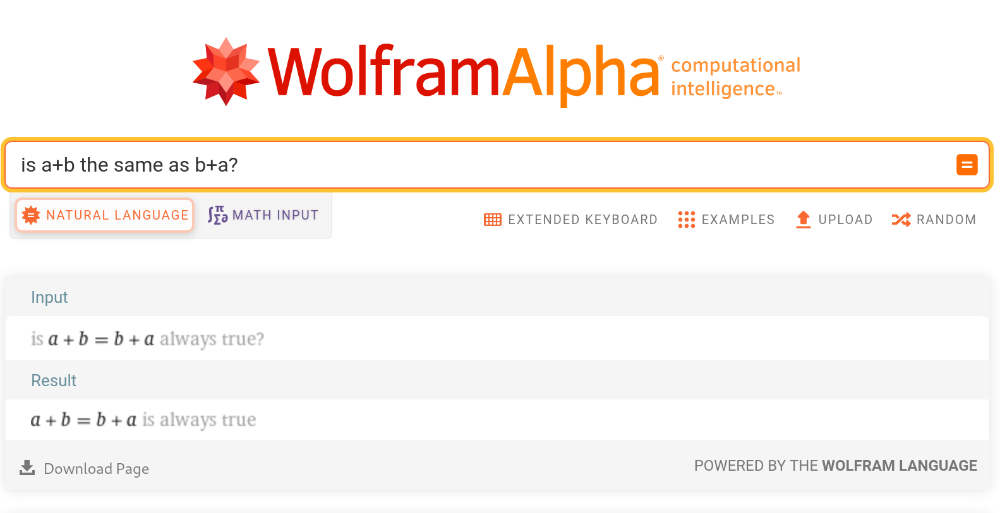 WolframAlpha® computational intelligence™
is a+b the same as b+a?
=
NATURAL LANGUAGE
∫πΣ∂ MATH INPUT
EXTENDED KEYBOARD
EXAMPLES
UPLOAD
RANDOM
Input
is a + b = b + a always true?
Result
a + b = b + a is always true
Download Page
POWERED BY THE WOLFRAM LANGUAGE